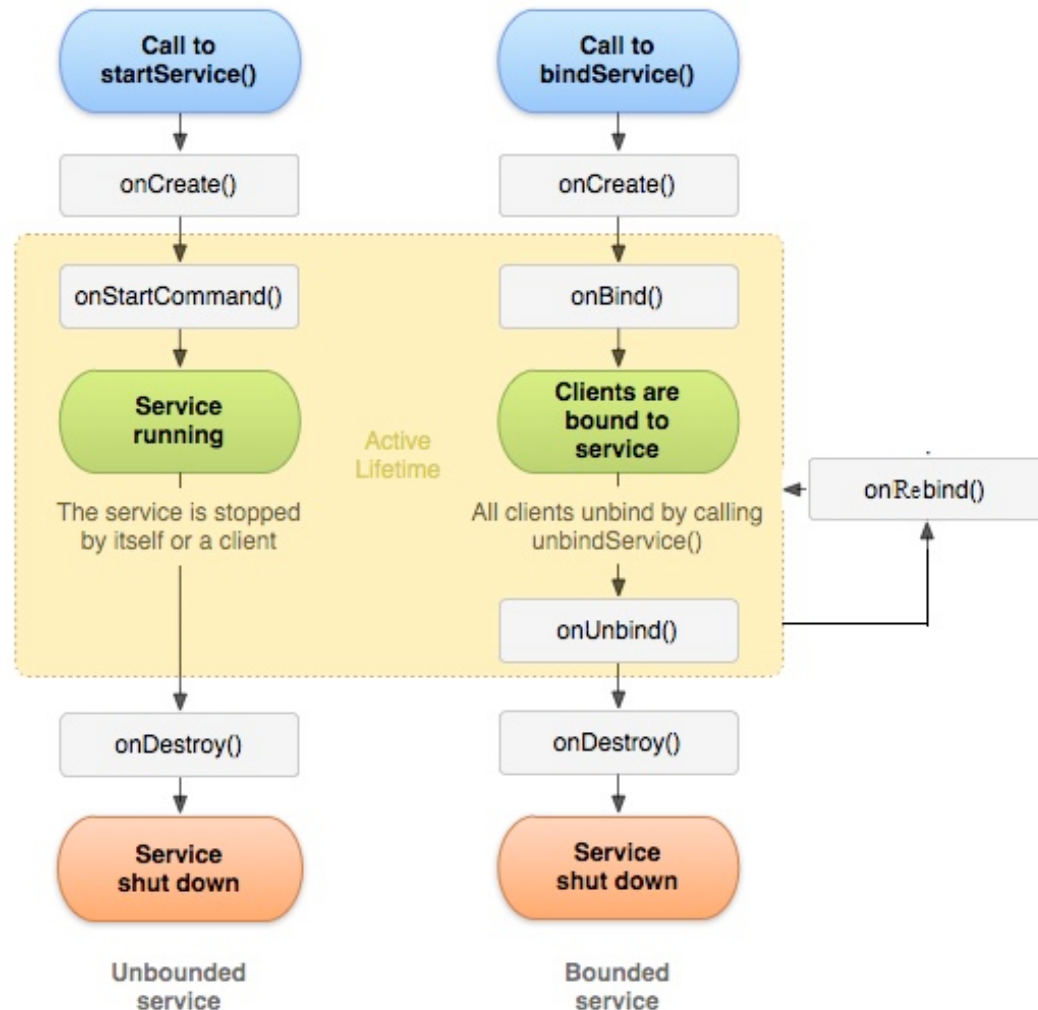 Call to
startService()
onCreate()
onStartCommand()
Service
running
The service is stopped
by itself or a client
onDestroy()
Service
shut down
Unbounded
service
Active
Lifetime
Call to
bindService()
onCreate()
onBind()
Clients are
bound to
service
All clients unbind by calling
unbindService()
onUnbind()
onRebind()
onDestroy()
Service
shut down
Bounded
service